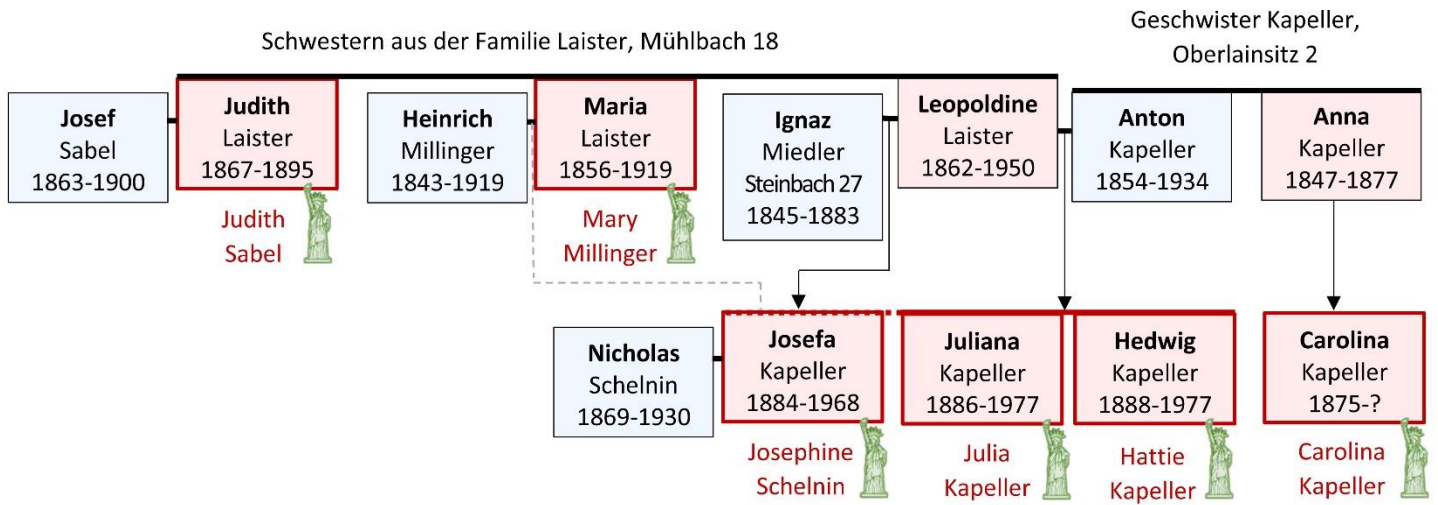 Schwestern aus der Familie Laister, Mühlbach 18
Geschwister Kapeller,
Oberlainsitz 2
Josef
Sabel
1863-1900
Judith
Laister
1867-1895
Judith
Sabel
Heinrich
Millinger
1843-1919
Maria
Laister
1856-1919
Mary
Millinger
Ignaz
Miedler
Steinbach 27
1845-1883
Leopoldine
Laister
1862-1950
Anton
Kapeller
1854-1934
Anna
Kapeller
1847-1877
Nicholas
Schelnin
1869-1930
Josefa
Kapeller
1884-1968
Josephine
Schelnin
Juliana
Kapeller
1886-1977
Julia
Kapeller
Hedwig
Kapeller
1888-1977
Hattie
Kapeller
Carolina
Kapeller
1875-?
Carolina
Kapeller